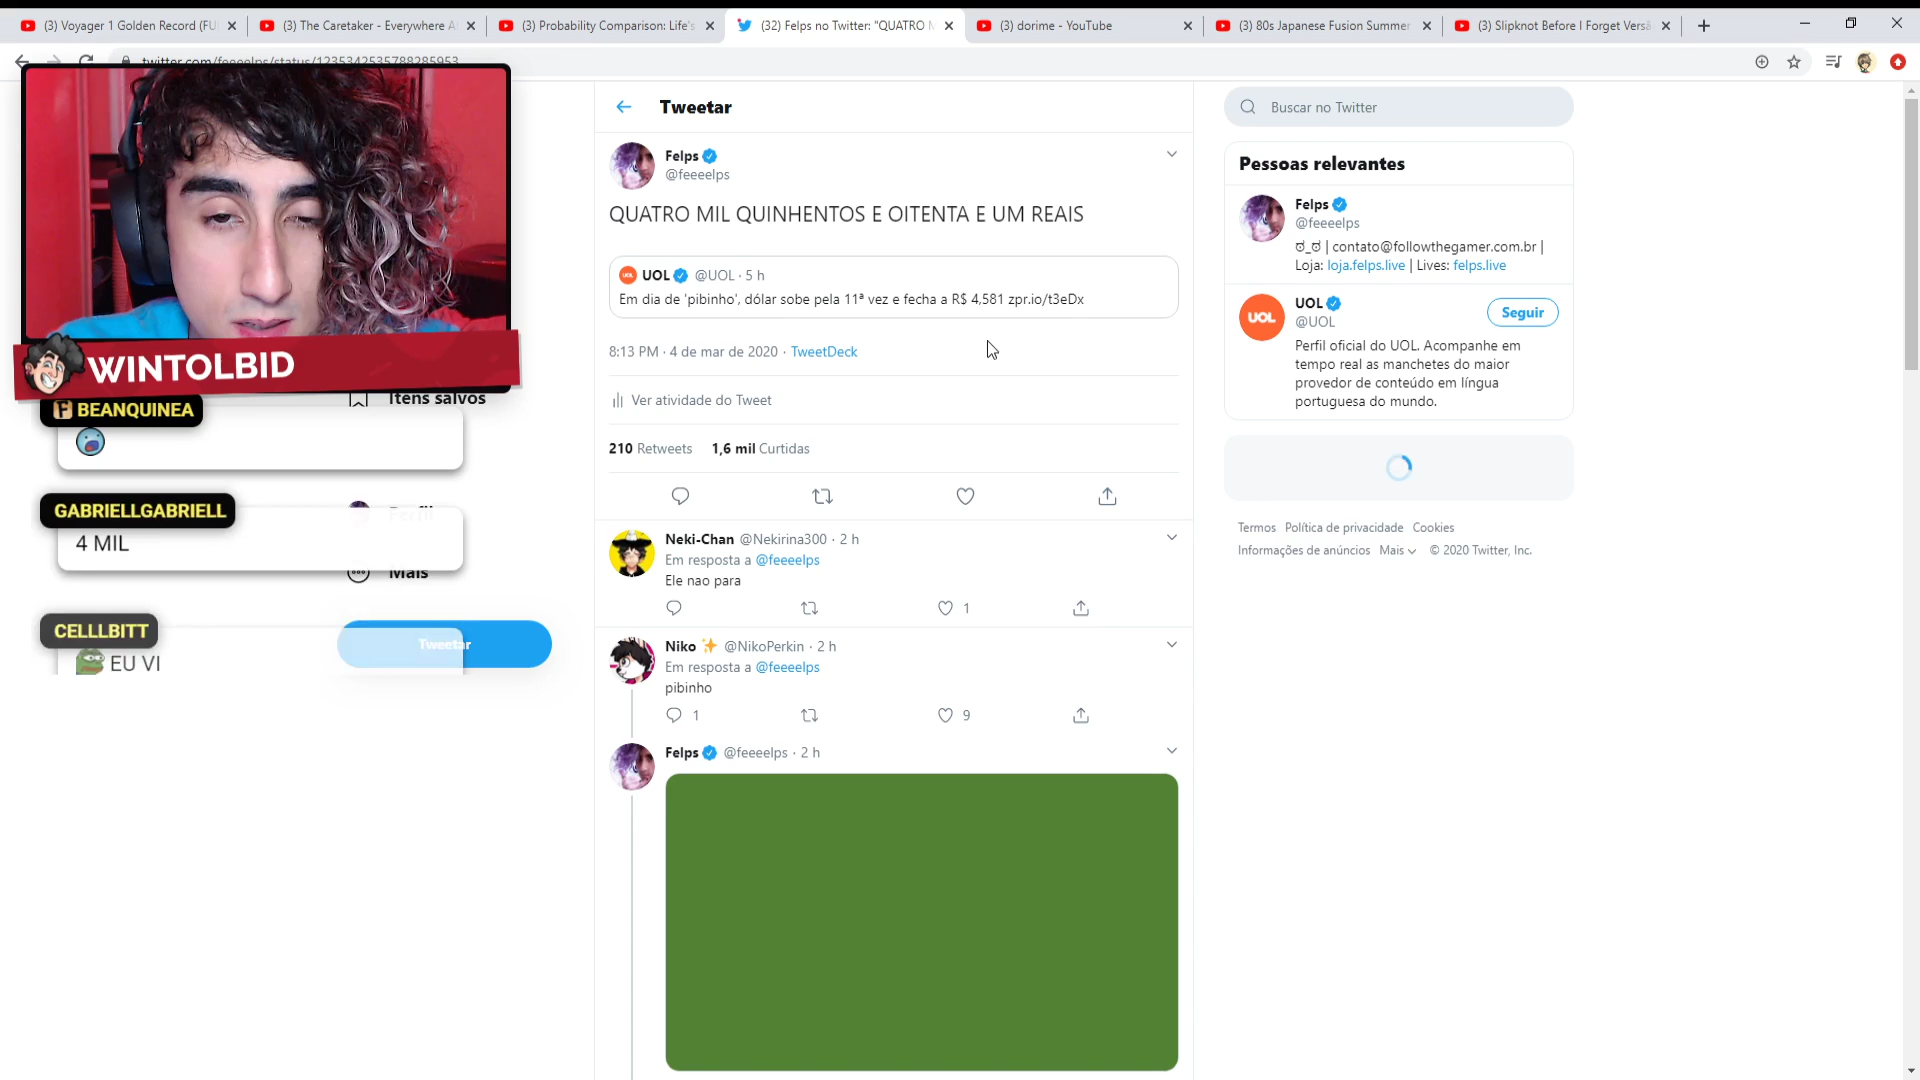 (3) Voyager 1 Golden Record (FU
(3) The Caretaker - Everywhere A
(3) Probability Comparison: Life's
(32) Felps no Twitter: "QUATRO M
(3) dorime - YouTube
(3) 80s Japanese Fusion Summer
(3) Slipknot Before I Forget Versã
twitter.com/feeeelps/status/1235342535788285953
WINTOLBID
BEANQUINEA
GABRIELLGABRIELL
4 MIL
CELLLBITT
EU VI
Itens salvos
Perfil
Mais
Tweetar
Tweetar
Felps
@feeeelps
QUATRO MIL QUINHENTOS E OITENTA E UM REAIS
UOL @UOL · 5 h
Em dia de 'pibinho', dólar sobe pela 11ª vez e fecha a R$ 4,581 zpr.io/t3eDx
8:13 PM · 4 de mar de 2020 · TweetDeck
Ver atividade do Tweet
210 Retweets 1,6 mil Curtidas
Neki-Chan @Nekirina300 · 2 h
Em resposta a @feeeelps
Ele nao para
1
Niko ✨ @NikoPerkin · 2 h
Em resposta a @feeeelps
pibinho
1 9
Felps @feeeelps · 2 h
Buscar no Twitter
Pessoas relevantes
Felps
@feeeelps
ಠ_ಠ | contato@followthegamer.com.br |
Loja: loja.felps.live | Lives: felps.live
UOL
UOL
@UOL
Seguir
Perfil oficial do UOL. Acompanhe em
tempo real as manchetes do maior
provedor de conteúdo em língua
portuguesa do mundo.
Termos Política de privacidade Cookies
Informações de anúncios Mais © 2020 Twitter, Inc.